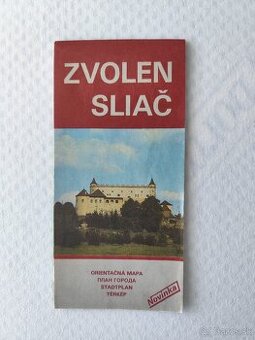 ZVOLEN
SLIAČ
ORIENTAČNÁ MAPA
ПЛАН ГОРОДА
STADTPLAN
TÉRKÉP
Novinka